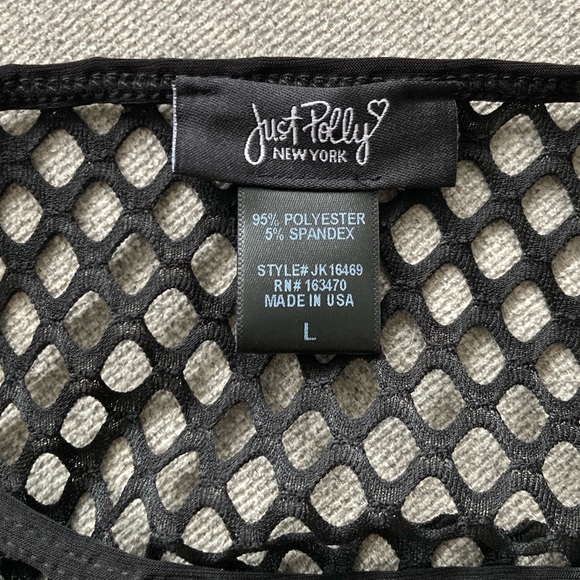 Just Polly
NEW YORK
95% POLYESTER
5% SPANDEX
STYLE# JK16469
RN# 163470
MADE IN USA
L